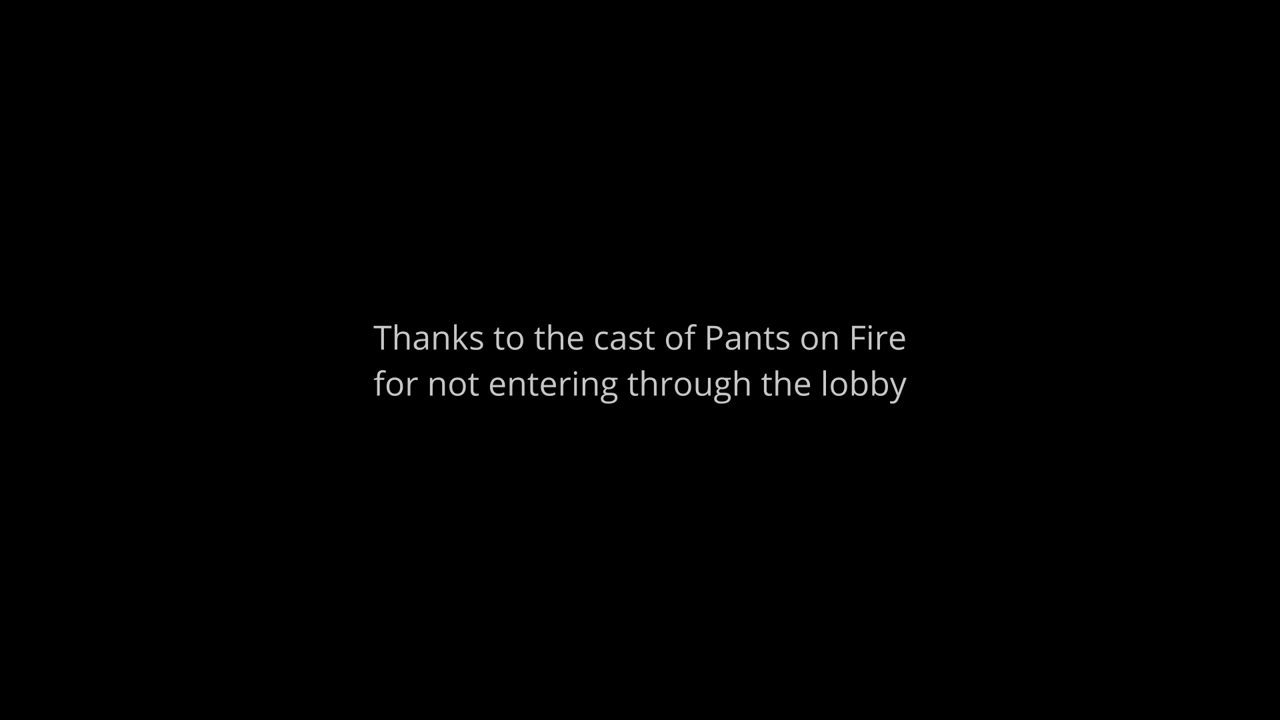 Thanks to the cast of Pants on Fire
for not entering through the lobby